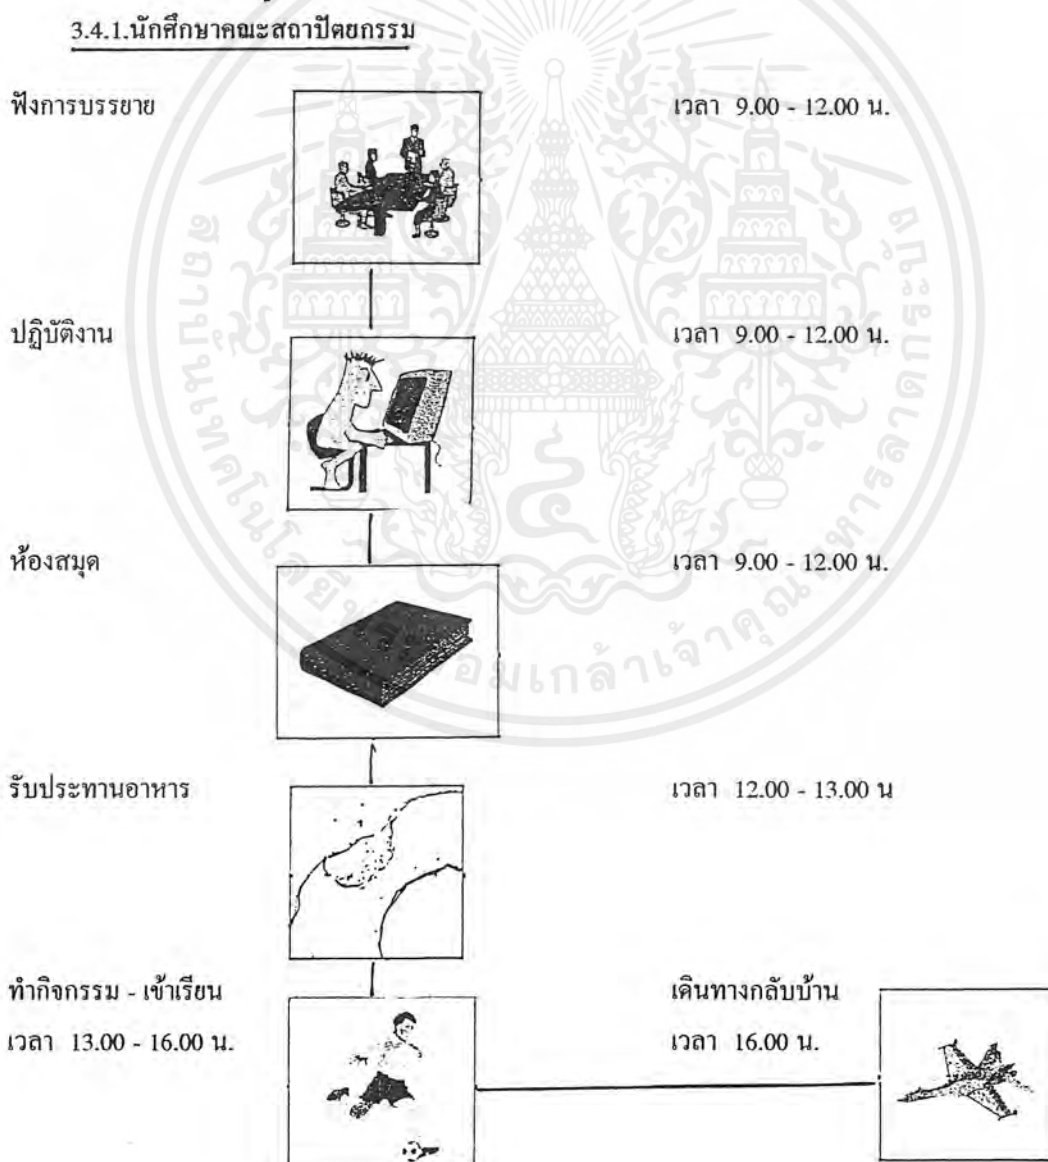 3.4.1.นักศึกษาคณะสถาปัตยกรรม
ฟังการบรรยาย
เวลา 9.00 - 12.00 น.
ปฏิบัติงาน
เวลา 9.00 - 12.00 น.
ห้องสมุด
เวลา 9.00 - 12.00 น.
รับประทานอาหาร
เวลา 12.00 - 13.00 น
ทำกิจกรรม - เข้าเรียน
เวลา 13.00 - 16.00 น.
เดินทางกลับบ้าน
เวลา 16.00 น.